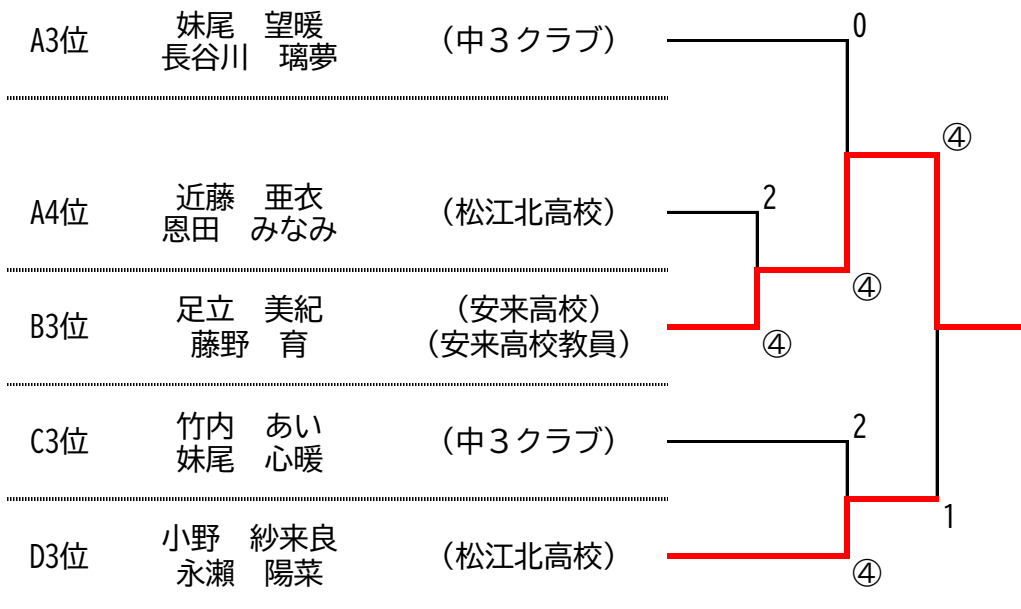 A3位 妹尾　望暖 （中３クラブ） 0
長谷川　璃夢
④
A4位 近藤　亜衣 （松江北高校） 2
恩田　みなみ
④
B3位 足立　美紀 （安来高校）
藤野　育 （安来高校教員） ④
C3位 竹内　あい （中３クラブ） 2
妹尾　心暖
1
D3位 小野　紗来良 （松江北高校）
永瀬　陽菜 ④